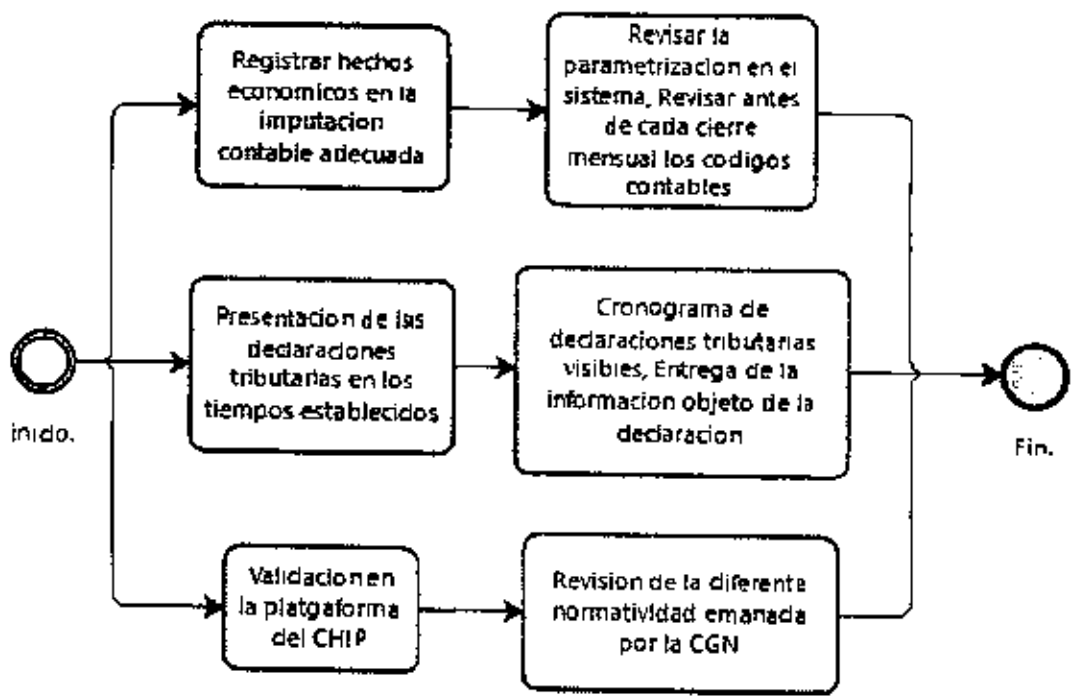 Registrar hechos
economicos en la
imputacion
contable adecuada
Revisar la
parametrizacion en el
sistema, Revisar antes
de cada cierre
mensual los codigos
contables
Presentacion de las
declaraciones
tributarias en los
tiempos establecidos
Cronograma de
declaraciones tributarias
visibles, Entrega de la
informacion objeto de la
declaracion
inicio.
Fin.
Validacion en
la platgaforma
del CHIP
Revision de la diferente
normatividad emanada
por la CGN